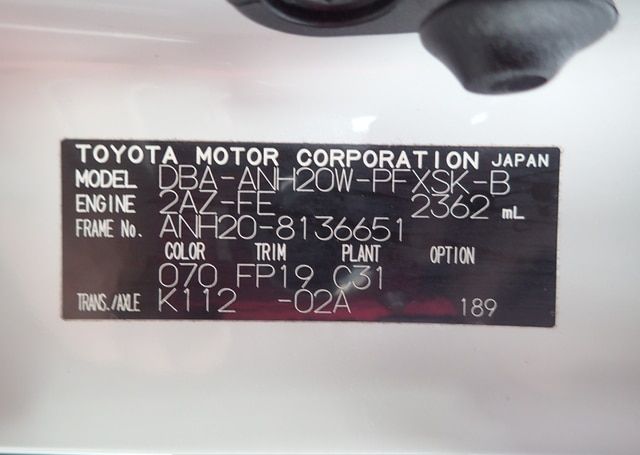 TOYOTA MOTOR CORPORATION JAPAN
MODEL DBA-ANH20W-PFXSK-B
ENGINE 2AZ-FE 2362 mL
FRAME No. ANH20-8136651
COLOR TRIM PLANT OPTION
070 FP19 C31
TRANS./AXLE K112 -02A 189